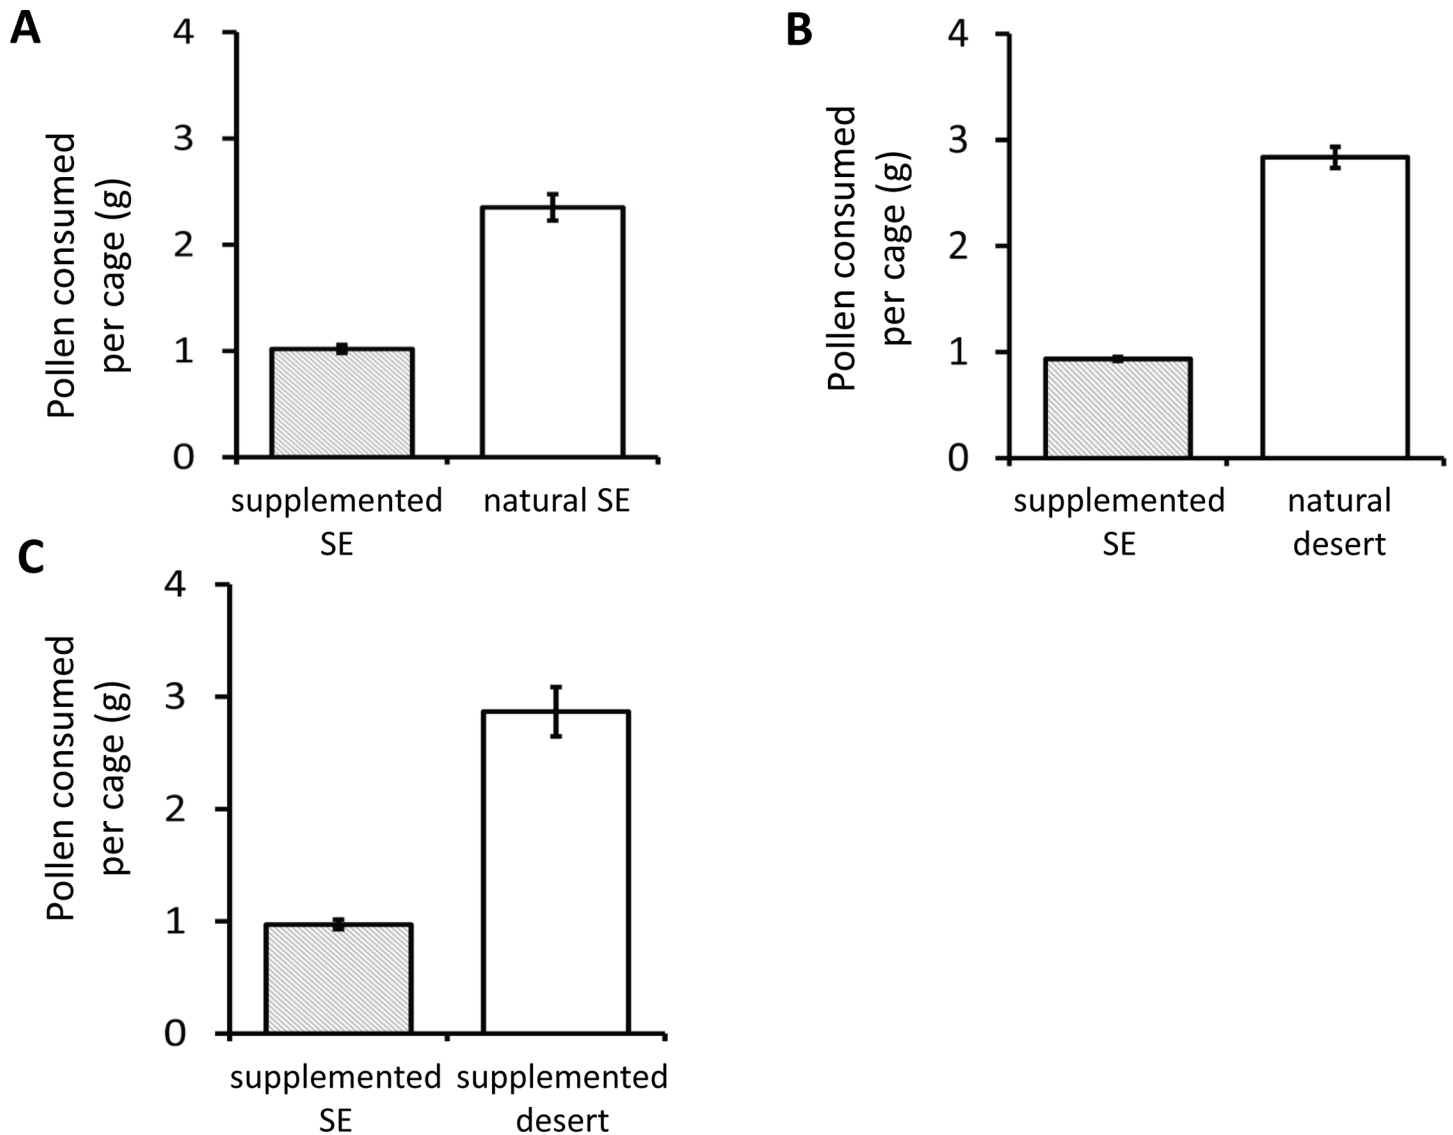 A
4
3
2
1
0
Pollen consumed
per cage (g)
supplemented
SE
natural SE
B
4
3
2
1
0
Pollen consumed
per cage (g)
supplemented
SE
natural
desert
C
4
3
2
1
0
Pollen consumed
per cage (g)
supplemented
SE
supplemented
desert